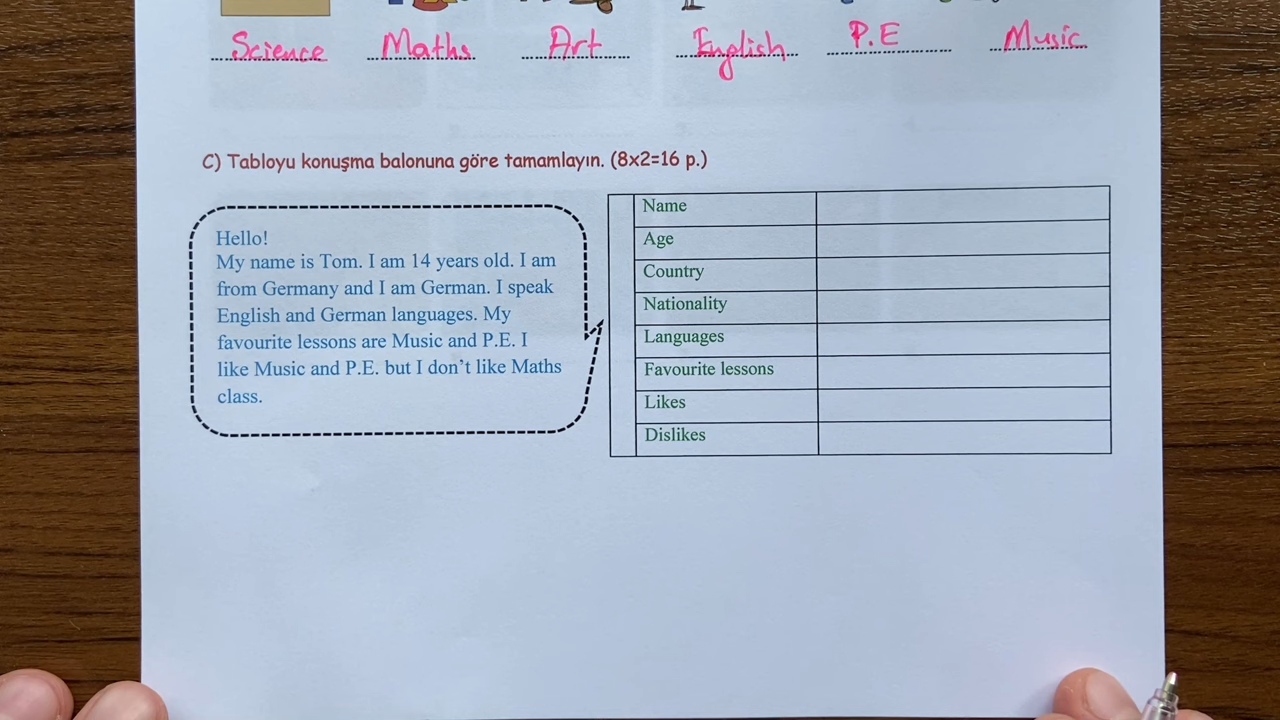 Science Maths Art English P.E Music
C) Tabloyu konuşma balonuna göre tamamlayın. (8x2=16 p.)
Hello!
My name is Tom. I am 14 years old. I am
from Germany and I am German. I speak
English and German languages. My
favourite lessons are Music and P.E. I
like Music and P.E. but I don't like Maths
class.
Name
Age
Country
Nationality
Languages
Favourite lessons
Likes
Dislikes